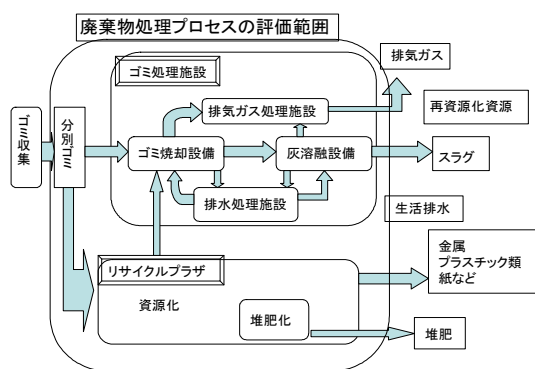 廃棄物処理プロセスの評価範囲
排気ガス
ゴミ処理施設
再資源化資源
排気ガス処理施設
ゴミ収集
分別ゴミ
ゴミ焼却設備
灰溶融設備
スラグ
排水処理施設
生活排水
金属
プラスチック類
紙など
リサイクルプラザ
資源化
堆肥化
堆肥